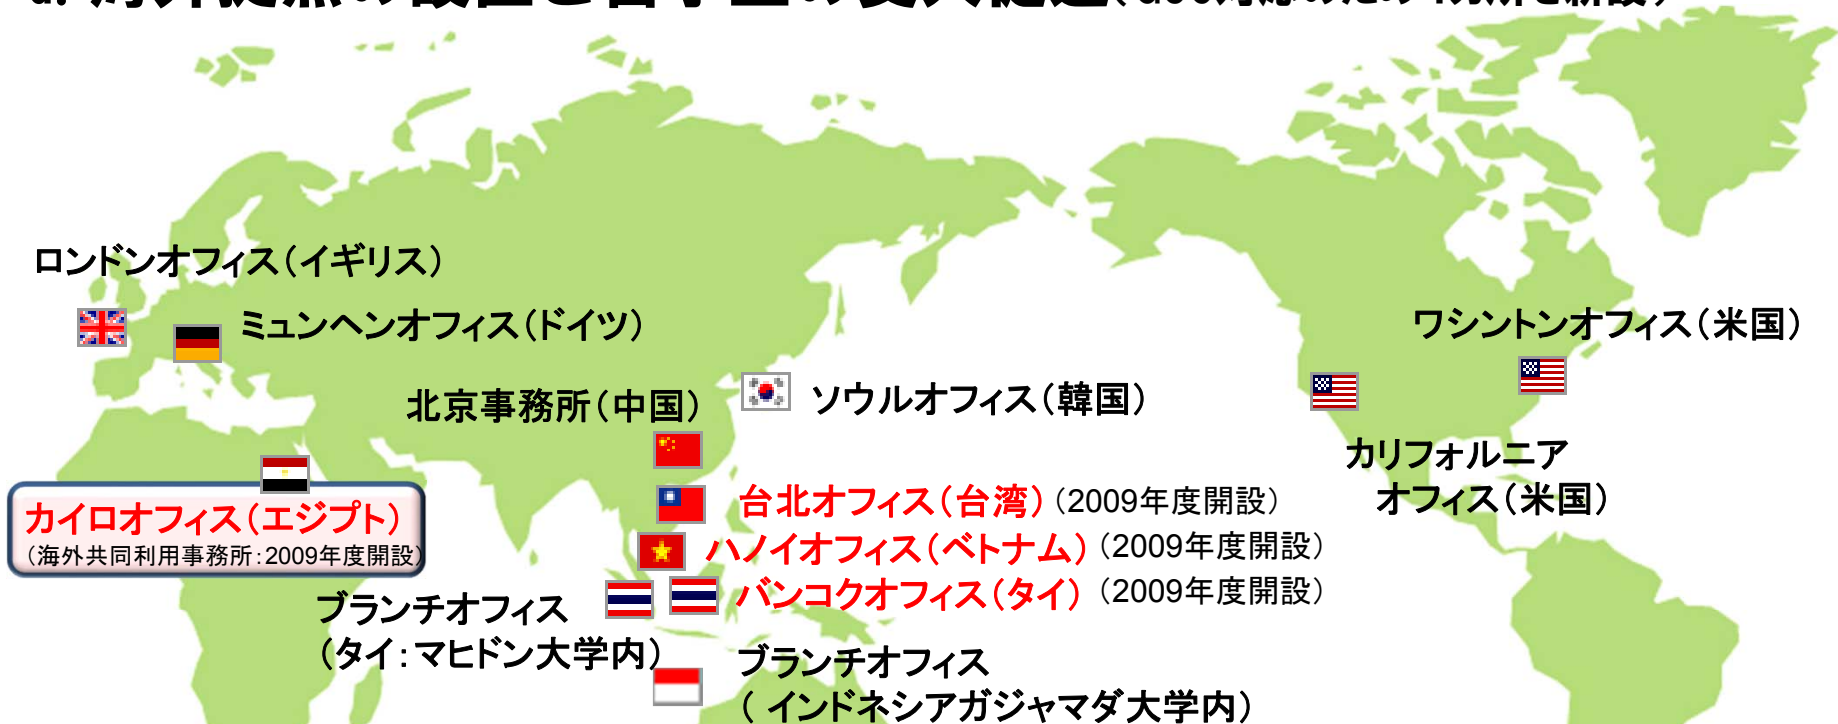 ロンドンオフィス(イギリス)
ミュンヘンオフィス(ドイツ)
ワシントンオフィス(米国)
北京事務所(中国)
ソウルオフィス(韓国)
カリフォルニア
オフィス(米国)
カイロオフィス(エジプト)
(海外共同利用事務所:2009年度開設)
台北オフィス(台湾)(2009年度開設)
ハノイオフィス(ベトナム)(2009年度開設)
バンコクオフィス(タイ)(2009年度開設)
ブランチオフィス
(タイ:マヒドン大学内)
ブランチオフィス
( インドネシアガジャマダ大学内)